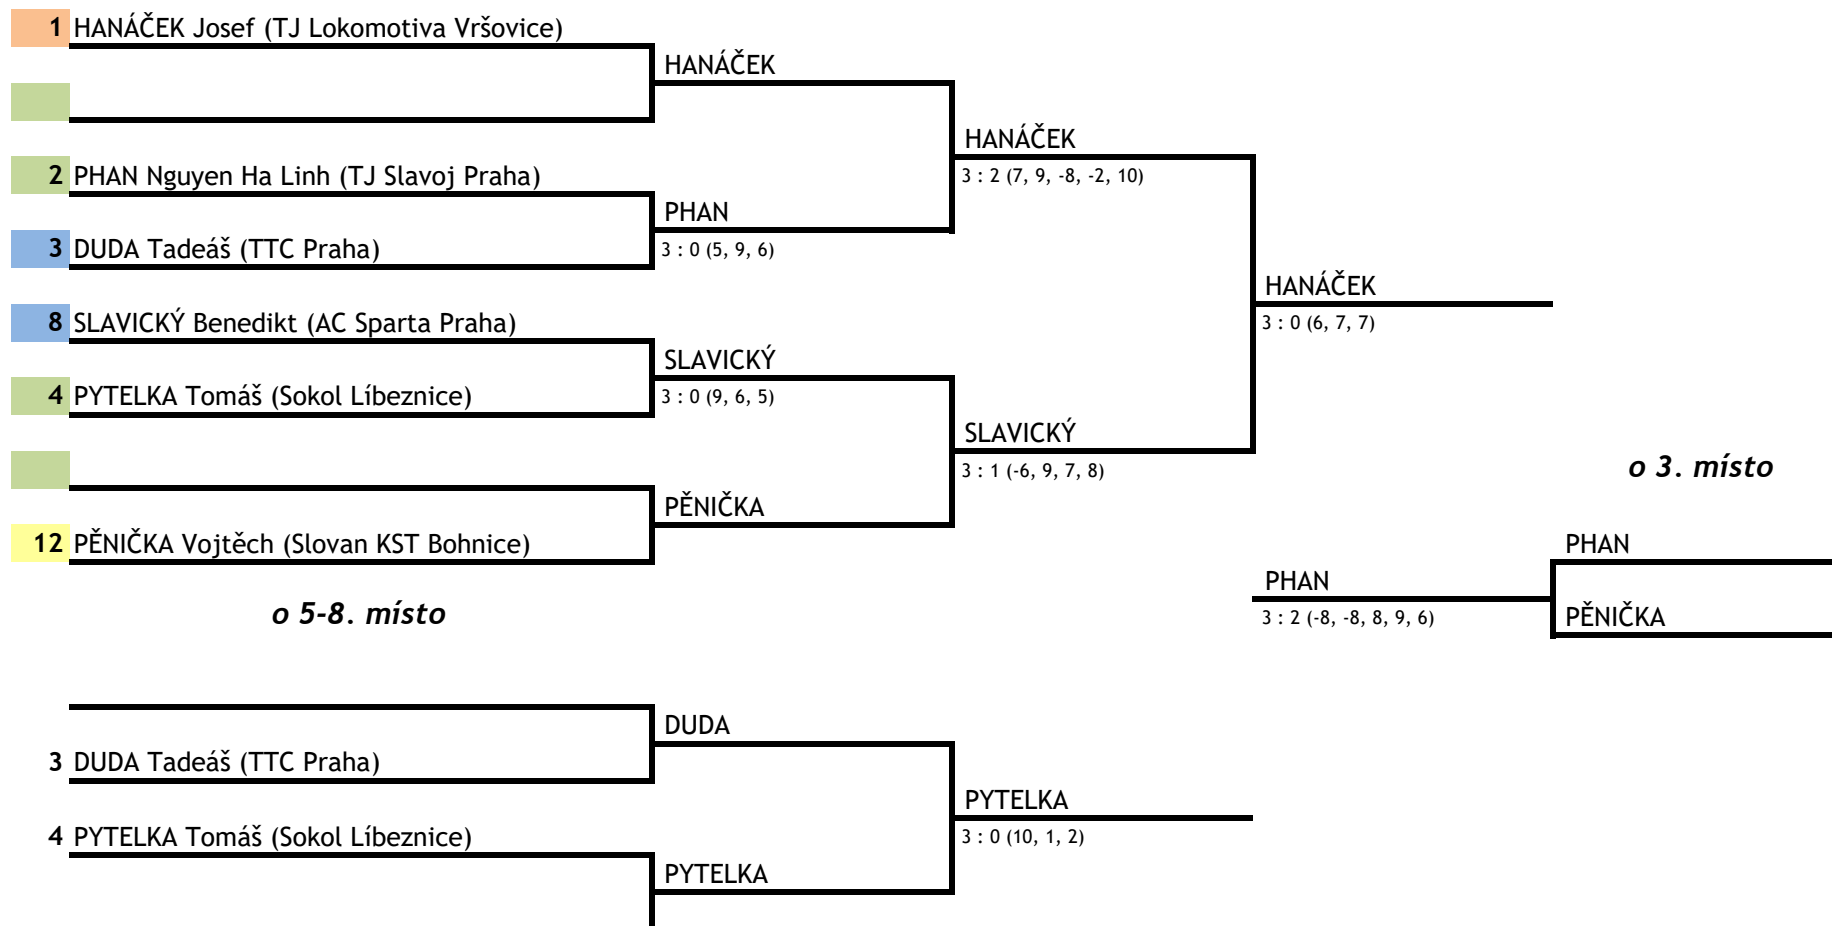 1 HANÁČEK Josef (TJ Lokomotiva Vršovice)
HANÁČEK
HANÁČEK
2 PHAN Nguyen Ha Linh (TJ Slavoj Praha)
3 : 2 (7, 9, -8, -2, 10)
PHAN
3 DUDA Tadeáš (TTC Praha)
3 : 0 (5, 9, 6)
HANÁČEK
8 SLAVICKÝ Benedikt (AC Sparta Praha)
3 : 0 (6, 7, 7)
SLAVICKÝ
4 PYTELKA Tomáš (Sokol Líbeznice)
3 : 0 (9, 6, 5)
SLAVICKÝ
3 : 1 (-6, 9, 7, 8)
o 3. místo
PĚNIČKA
12 PĚNIČKA Vojtěch (Slovan KST Bohnice)
PHAN
PHAN
o 5-8. místo
3 : 2 (-8, -8, 8, 9, 6)
PĚNIČKA
DUDA
3 DUDA Tadeáš (TTC Praha)
PYTELKA
4 PYTELKA Tomáš (Sokol Líbeznice)
3 : 0 (10, 1, 2)
PYTELKA